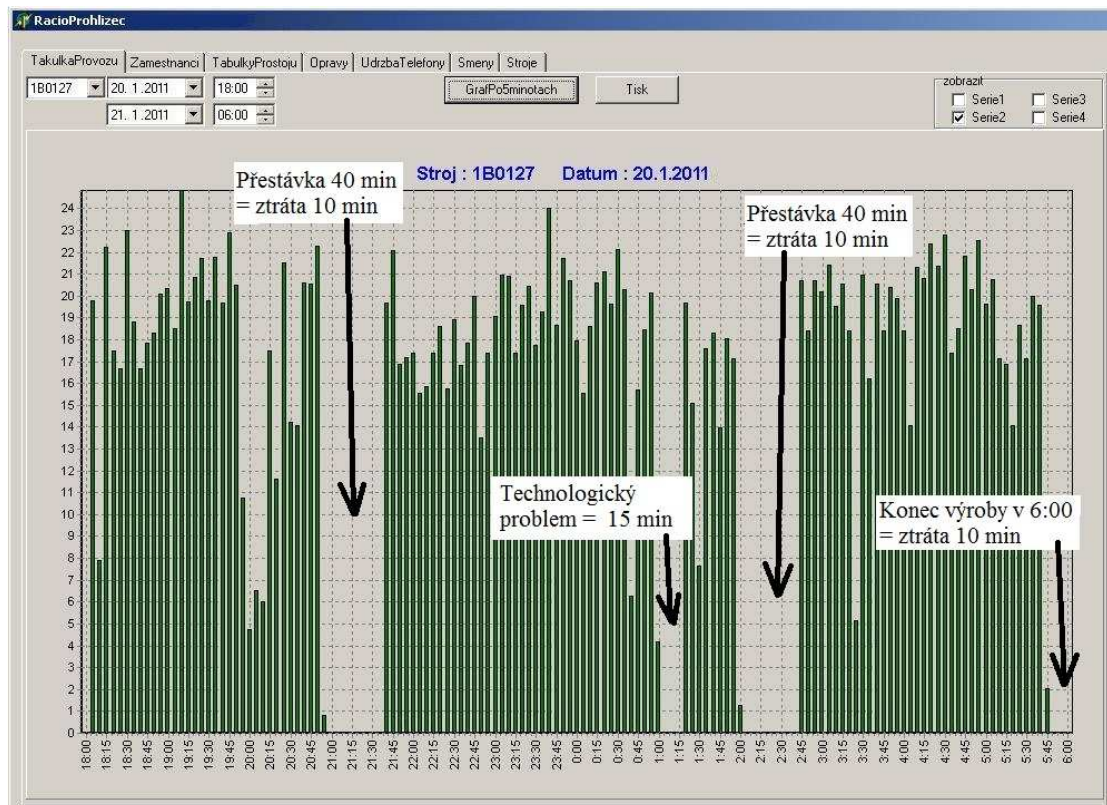 RacioProhlizec
TakulkaProvozu Zamestnanci TabulkyProstoju Opravy UdrzbaTelefony Smeny Stroje
1B0127 20. 1.2011 18:00 GrafPo5minotach Tisk
21. 1.2011 06:00
zobrazit
Serie1 Serie3
Serie2 Serie4
Stroj : 1B0127 Datum : 20.1.2011
Přestávka 40 min
= ztráta 10 min
Přestávka 40 min
= ztráta 10 min
Technologický
problem = 15 min
Konec výroby v 6:00
= ztráta 10 min
24
23
22
21
20
19
18
17
16
15
14
13
12
11
10
9
8
7
6
5
4
3
2
1
0
18:00 18:15 18:30 18:45 19:00 19:15 19:30 19:45 20:00 20:15 20:30 20:45 21:00 21:15 21:30 21:45 22:00 22:15 22:30 22:45 23:00 23:15 23:30 23:45 0:00 0:15 0:30 0:45 1:00 1:15 1:30 1:45 2:00 2:15 2:30 2:45 3:00 3:15 3:30 3:45 4:00 4:15 4:30 4:45 5:00 5:15 5:30 5:45 6:00